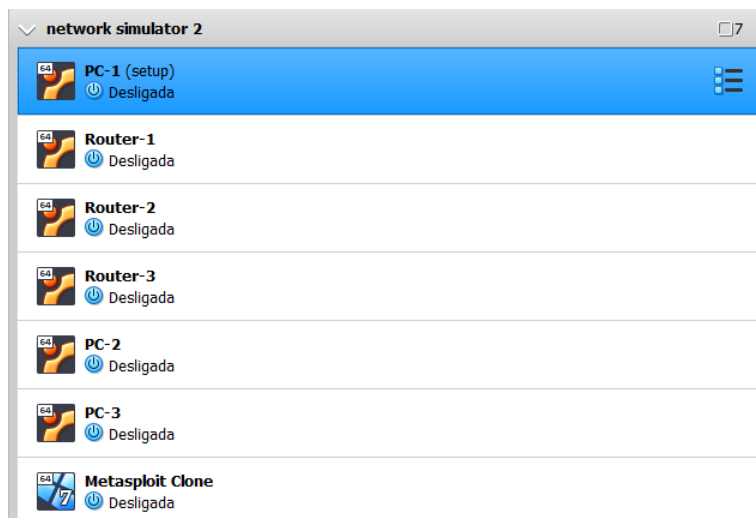 network simulator 2
7
64
PC-1 (setup)
Desligada
64
Router-1
Desligada
64
Router-2
Desligada
64
Router-3
Desligada
64
PC-2
Desligada
64
PC-3
Desligada
64
7
Metasploit Clone
Desligada